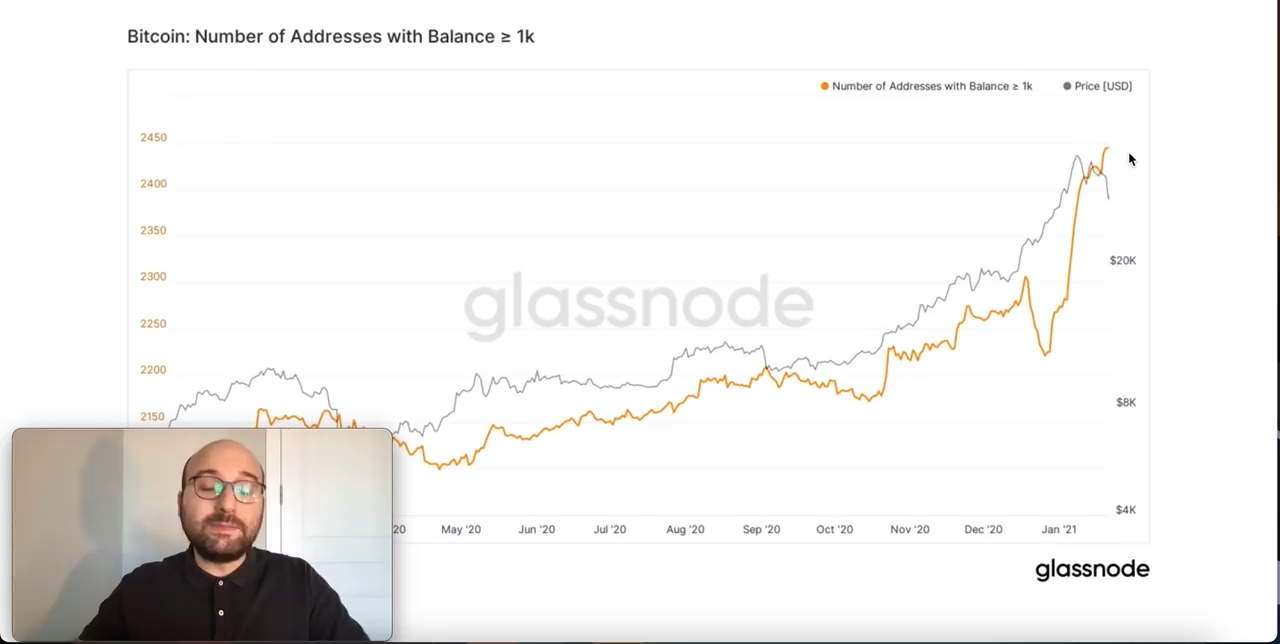 Bitcoin: Number of Addresses with Balance ≥ 1k
Number of Addresses with Balance ≥ 1k Price [USD]
2450
2400
2350
2300
2250
2200
2150
$20K
$8K
$4K
glassnode
20 May '20 Jun '20 Jul '20 Aug '20 Sep '20 Oct '20 Nov '20 Dec '20 Jan '21
glassnode